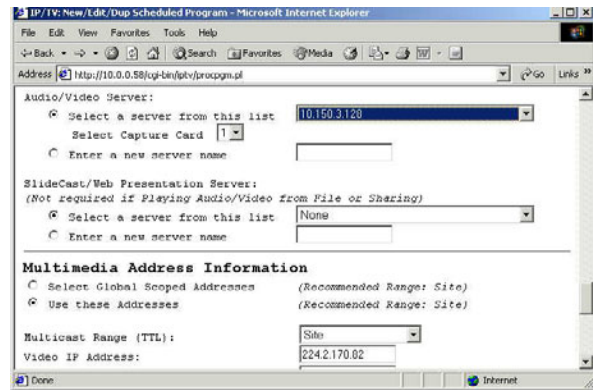 IP/TV: New/Edit/Dup Scheduled Program - Microsoft Internet Explorer
File Edit View Favorites Tools Help
Back Search Favorites Media
Address http://10.0.0.58/cgi-bin/iptv/procpgm.pl Go Links »
Audio/Video Server:
Select a server from this list 10.150.3.128
Select Capture Card 1
Enter a new server name
SlideCast/Web Presentation Server:
(Not required if Playing Audio/Video from File or Sharing)
Select a server from this list None
Enter a new server name
Multimedia Address Information
Select Global Scoped Addresses (Recommended Range: Site)
Use these Addresses (Recommended Range: Site)
Multicast Range (TTL): Site
Video IP Address: 224.2.170.82
Done Internet